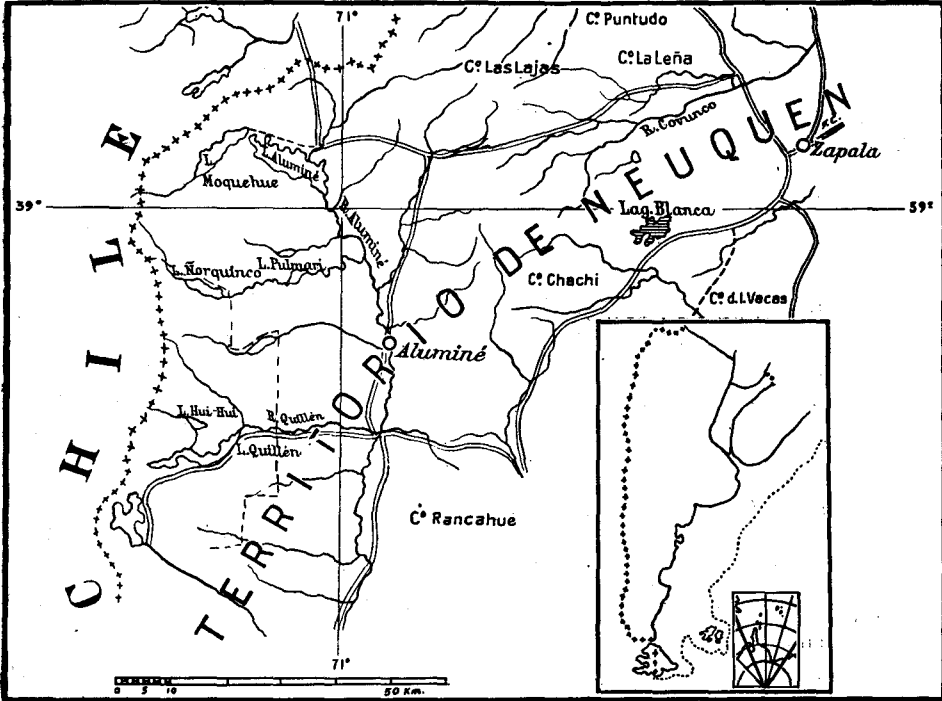 71°
Cº Puntudo
Cº La Leña
Cº Las Lajas
R. Covunco
F.C.
Zapala
L. Aluminé
L. Moquehue
39°
39º
R. Aluminé
Lag. Blanca
L. Pulmari
L. Ñorquinco
Cº Chachi
Cº d.l. Vacas
Aluminé
L. Hui-Hui
R. Quillén
L. Quillén
Cº Rancahue
CHILE
TERRITORIO DE NEUQUEN
71°
0 5 10 50 Km.